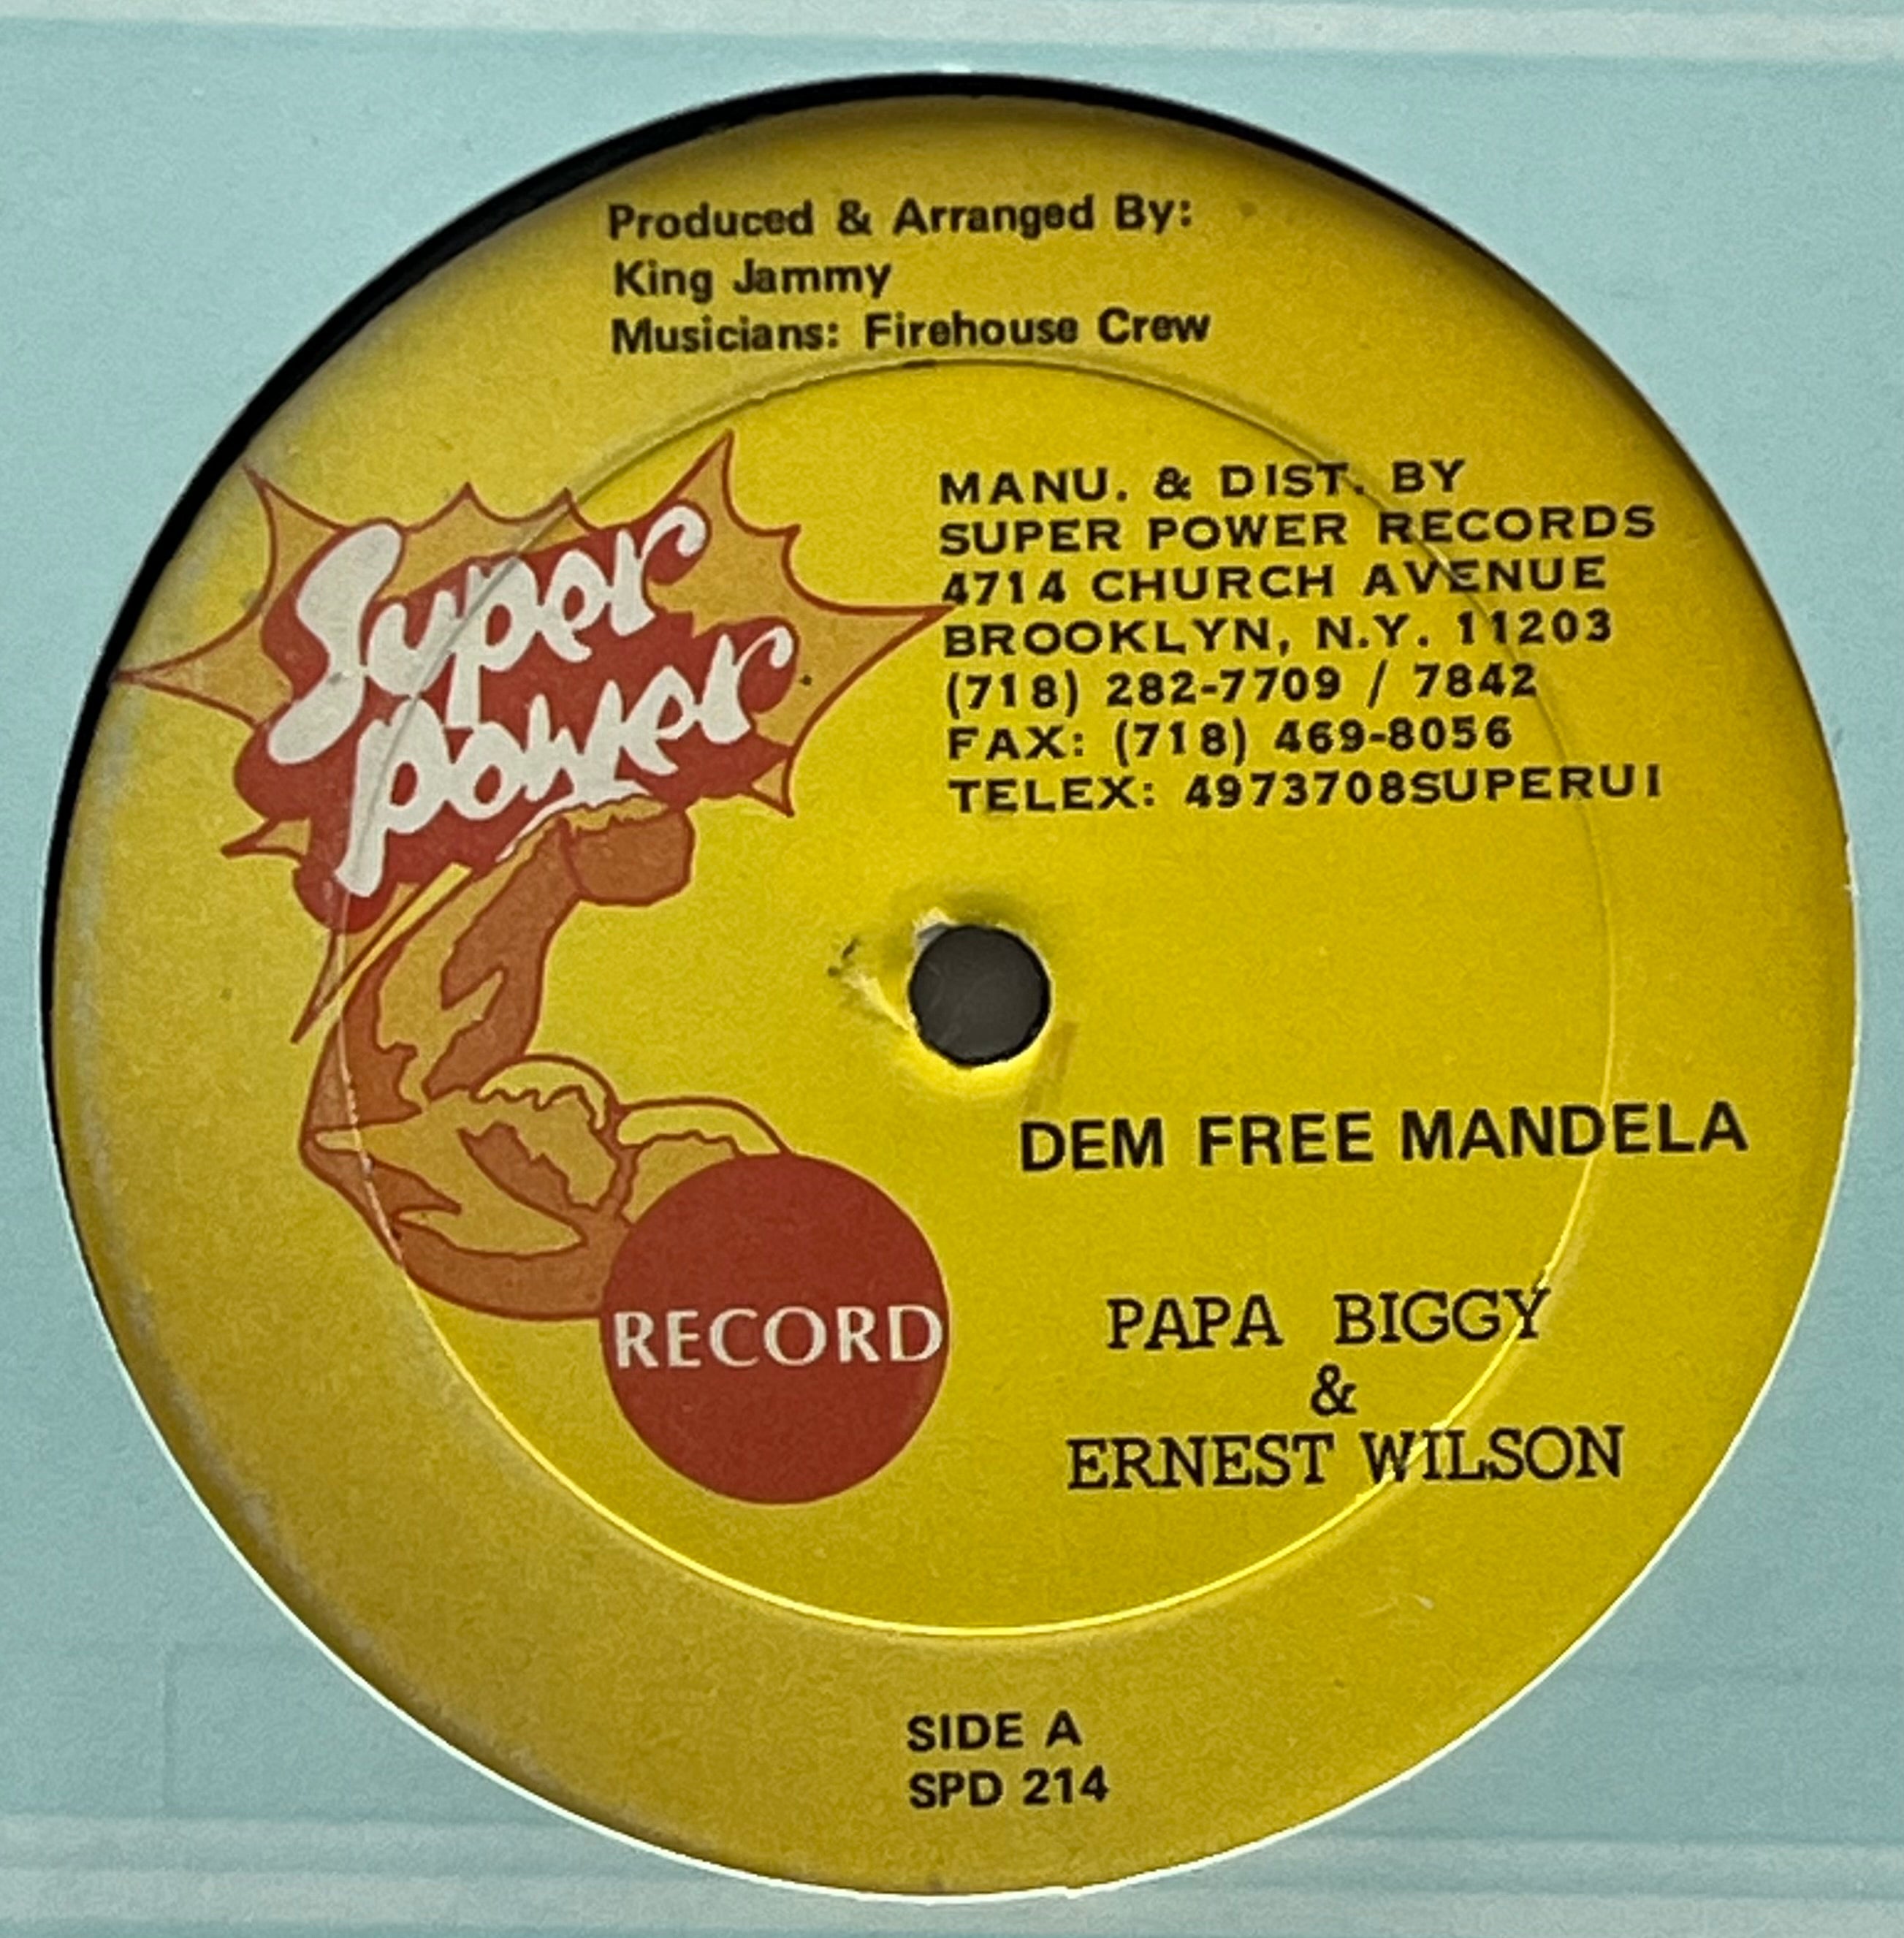 Produced & Arranged By:
King Jammy
Musicians: Firehouse Crew
Super
Power
MANU. & DIST. BY
SUPER POWER RECORDS
4714 CHURCH AVENUE
BROOKLYN, N.Y. 11203
(718) 282-7709 / 7842
FAX: (718) 469-8056
TELEX: 4973708SUPERUI
DEM FREE MANDELA
RECORD
PAPA BIGGY
&
ERNEST WILSON
SIDE A
SPD 214